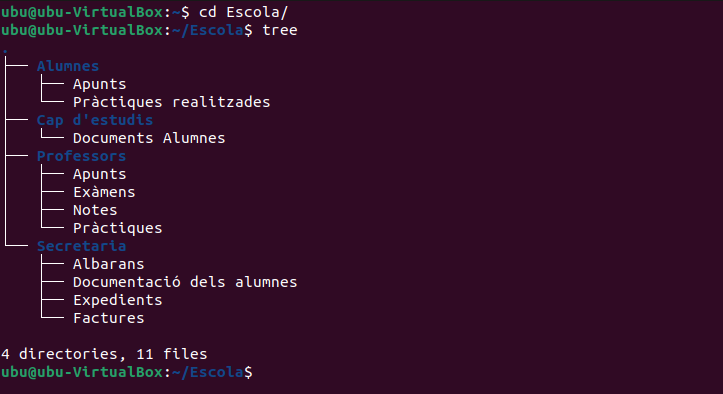 ubu@ubu-VirtualBox:~$ cd Escola/
ubu@ubu-VirtualBox:~/Escola$ tree
.
├── Alumnes
│   ├── Apunts
│   └── Pràctiques realitzades
├── Cap d'estudis
│   └── Documents Alumnes
├── Professors
│   ├── Apunts
│   ├── Exàmens
│   ├── Notes
│   └── Pràctiques
└── Secretaria
    ├── Albarans
    ├── Documentació dels alumnes
    ├── Expedients
    └── Factures

4 directories, 11 files
ubu@ubu-VirtualBox:~/Escola$